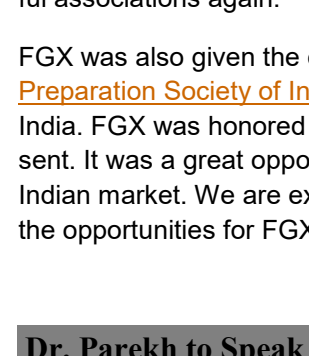 ful associations again.
FGX was also given the
Preparation Society of In
India. FGX was honored
sent. It was a great oppo
Indian market. We are ex
the opportunities for FGX
Dr. Parekh to Speak